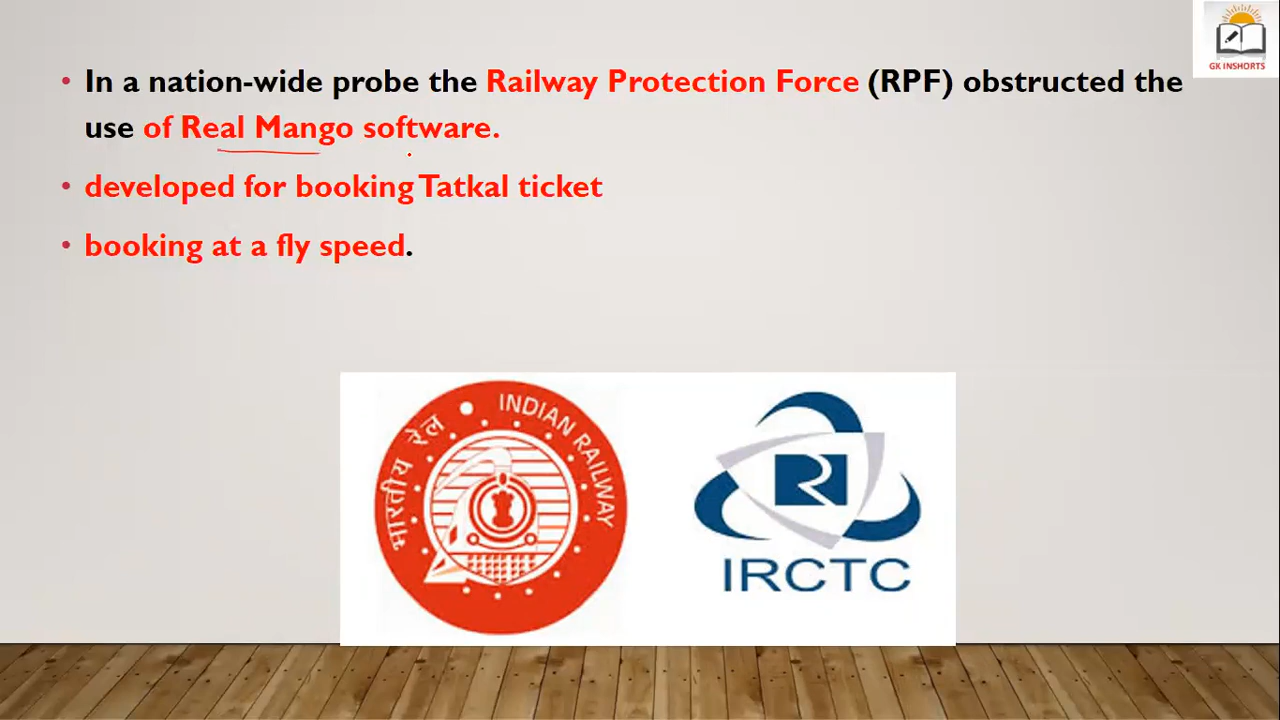 GK INSHORTS
• In a nation-wide probe the Railway Protection Force (RPF) obstructed the
use of Real Mango software.
• developed for booking Tatkal ticket
• booking at a fly speed.
भारतीय रेल
INDIAN RAILWAY
IRCTC